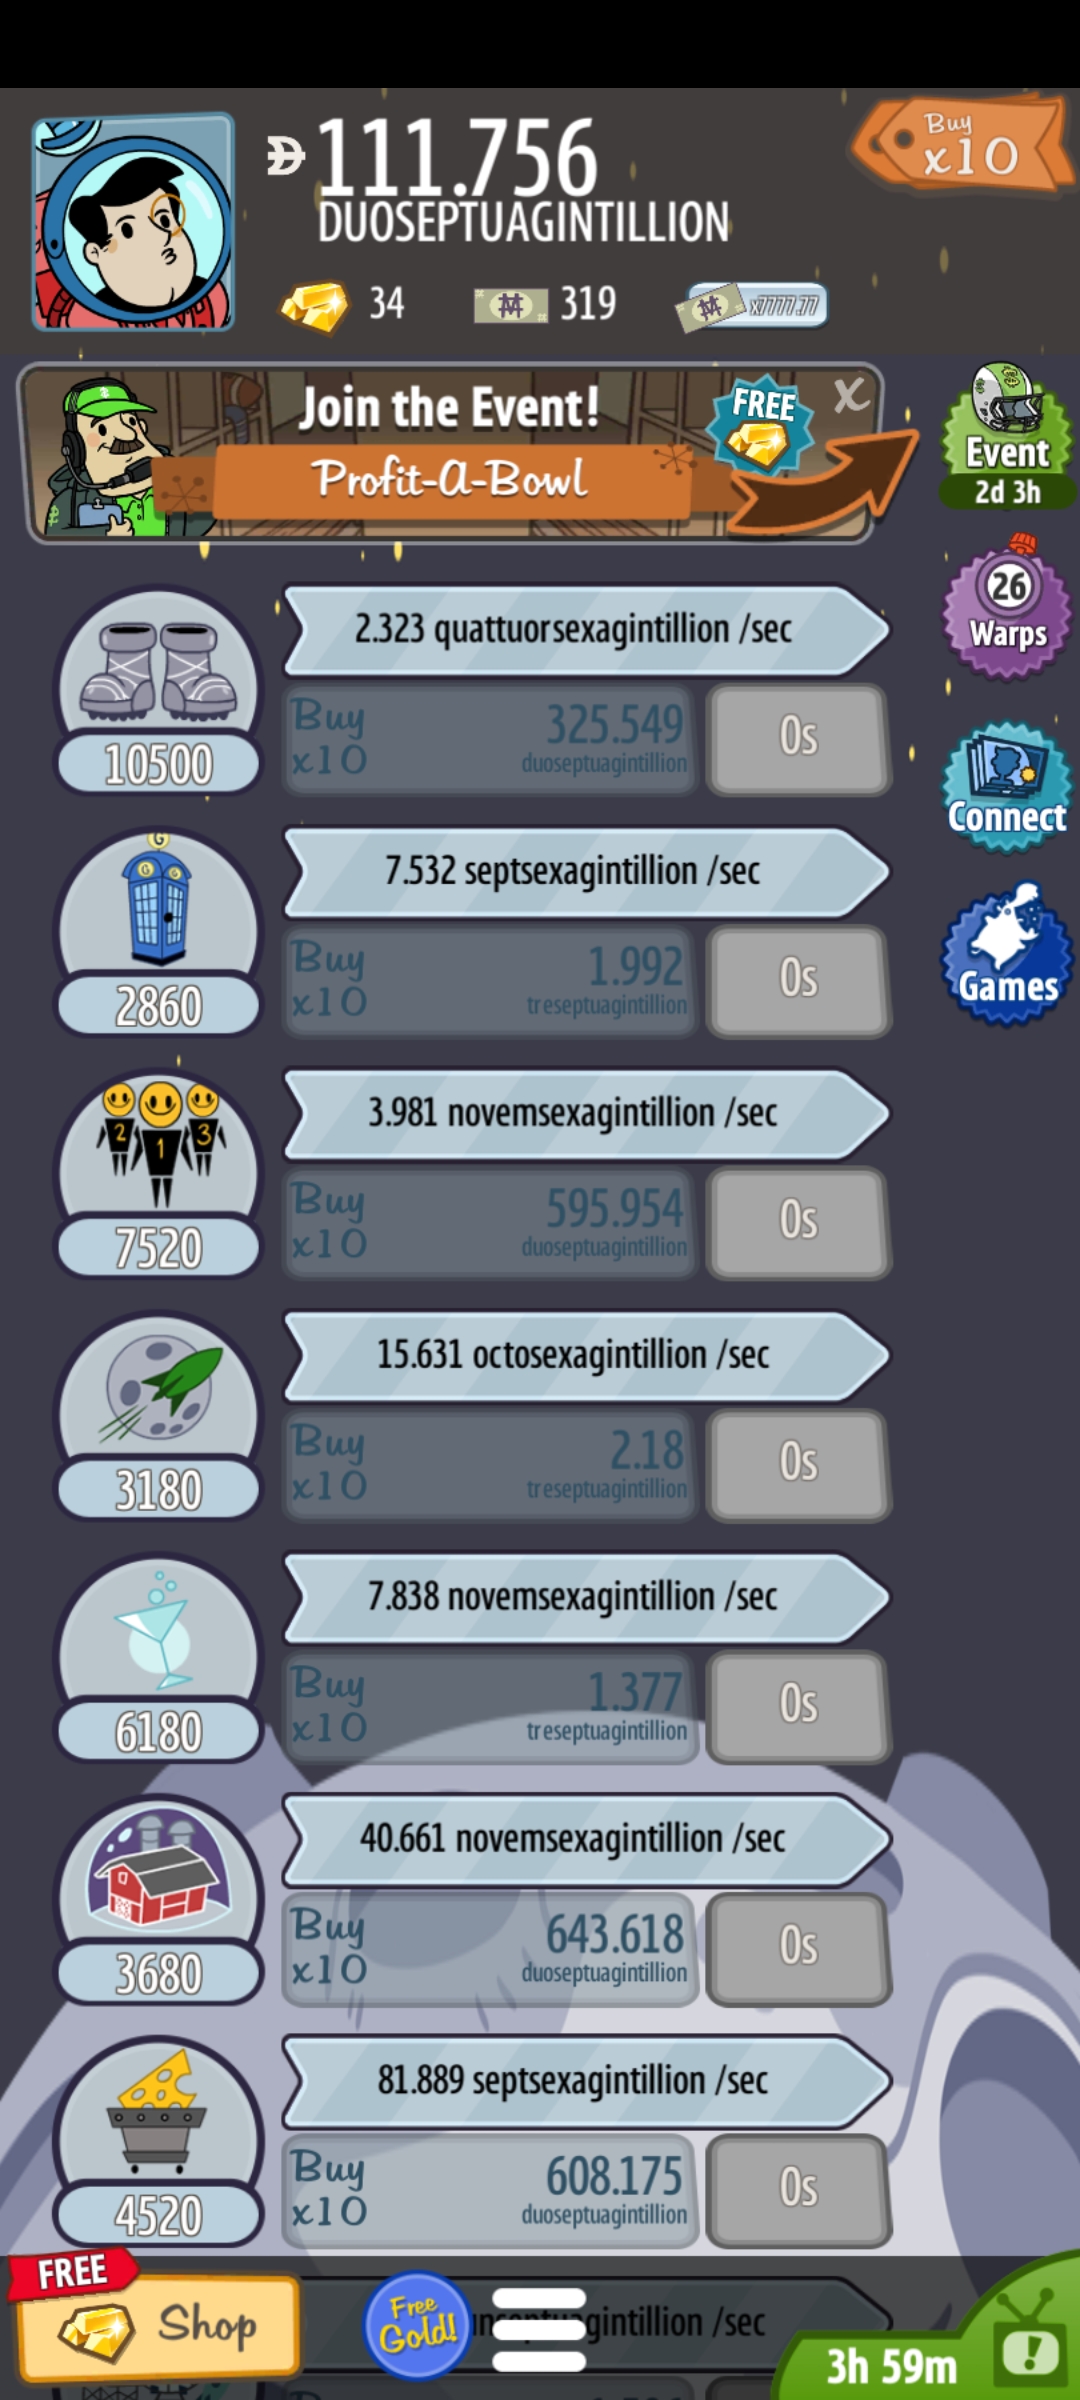 111.756
DUOSEPTUAGINTILLION
Buy
x10
34
319
x7777.77
Join the Event!
FREE
X
Profit-A-Bowl
Event
2d 3h
26
Warps
Connect
Games
2.323 quattuorsexagintillion /sec
Buy
x10
325.549
duoseptuagintillion
0s
10500
G
G G
7.532 septsexagintillion /sec
Buy
x10
1.992
treseptuagintillion
0s
2860
2 1 3
3.981 novemsexagintillion /sec
Buy
x10
595.954
duoseptuagintillion
0s
7520
15.631 octosexagintillion /sec
Buy
x10
2.18
treseptuagintillion
0s
3180
7.838 novemsexagintillion /sec
Buy
x10
1.377
treseptuagintillion
0s
6180
40.661 novemsexagintillion /sec
Buy
x10
643.618
duoseptuagintillion
0s
3680
81.889 septsexagintillion /sec
Buy
x10
608.175
duoseptuagintillion
0s
4520
FREE
Shop
Free
Gold!
/sec
3h 59m
!